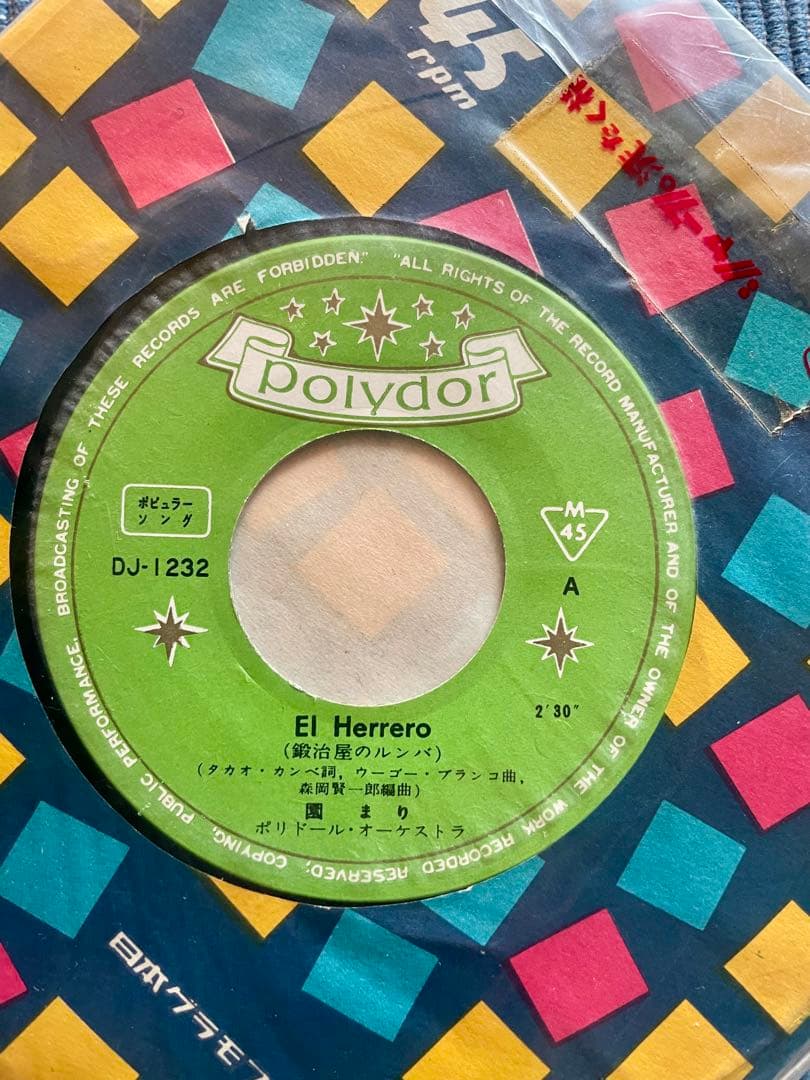 45
rpm
"ALL RIGHTS OF THE RECORD MANUFACTURER AND OF THE OWNER OF THE WORK RECORDED RESERVED; COPYING, PUBLIC PERFORMANCE, BROADCASTING OF THESE RECORDS ARE FORBIDDEN."
polydor
ポピュラー
ソング
DJ-1232
M
45
A
2'30"
El Herrero
(鍛治屋のルンバ)
(タカオ・カンベ詞, ウーゴー・ブランコ曲,
森岡賢一郎編曲)
園 まり
ポリドール・オーケストラ
日本グラモフ